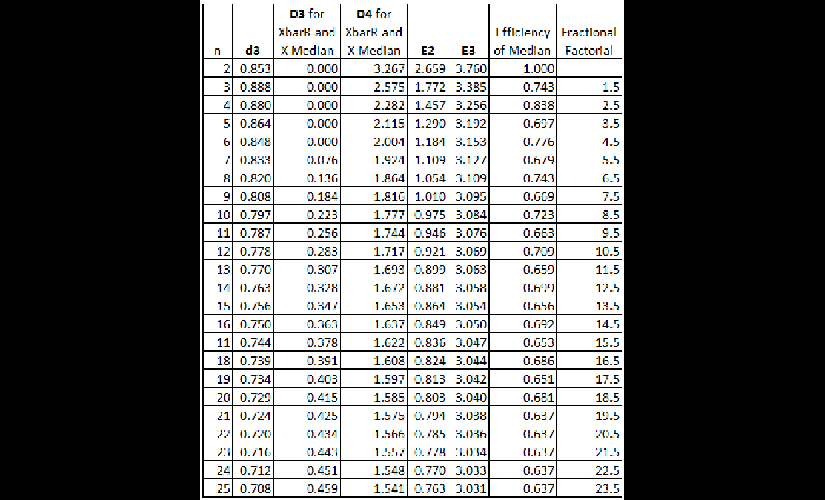 D3 for D4 for
XbarR and XbarR and Efficiency Fractional
n d3 X Median X Median E2 E3 of Median Factorial
2 0.853 0.000 3.267 2.659 3.760 1.000
3 0.888 0.000 2.575 1.772 3.385 0.743 1.5
4 0.880 0.000 2.282 1.457 3.256 0.838 2.5
5 0.864 0.000 2.115 1.290 3.192 0.697 3.5
6 0.848 0.000 2.004 1.184 3.153 0.776 4.5
7 0.833 0.076 1.924 1.109 3.127 0.679 5.5
8 0.820 0.136 1.864 1.054 3.109 0.743 6.5
9 0.808 0.184 1.816 1.010 3.095 0.669 7.5
10 0.797 0.223 1.777 0.975 3.084 0.723 8.5
11 0.787 0.256 1.744 0.946 3.076 0.663 9.5
12 0.778 0.283 1.717 0.921 3.069 0.709 10.5
13 0.770 0.307 1.693 0.899 3.063 0.659 11.5
14 0.763 0.328 1.672 0.881 3.058 0.699 12.5
15 0.756 0.347 1.653 0.864 3.054 0.656 13.5
16 0.750 0.363 1.637 0.849 3.050 0.692 14.5
11 0.744 0.378 1.622 0.836 3.047 0.653 15.5
18 0.739 0.391 1.608 0.824 3.044 0.686 16.5
19 0.734 0.403 1.597 0.813 3.042 0.651 17.5
20 0.729 0.415 1.585 0.803 3.040 0.681 18.5
21 0.724 0.425 1.575 0.794 3.038 0.637 19.5
22 0.720 0.434 1.566 0.785 3.036 0.637 20.5
23 0.716 0.443 1.557 0.778 3.034 0.637 21.5
24 0.712 0.451 1.548 0.770 3.033 0.637 22.5
25 0.708 0.459 1.541 0.763 3.031 0.637 23.5